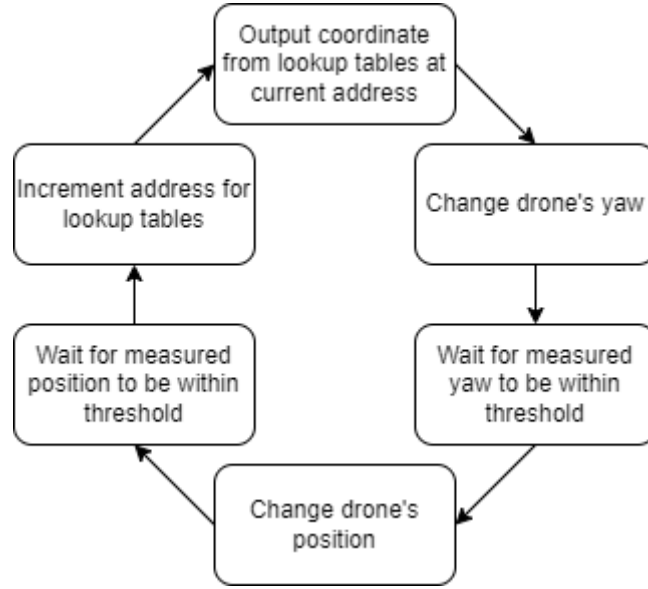 Output coordinate
from lookup tables at
current address
Change drone's yaw
Wait for measured
yaw to be within
threshold
Change drone's
position
Wait for measured
position to be within
threshold
Increment address for
lookup tables